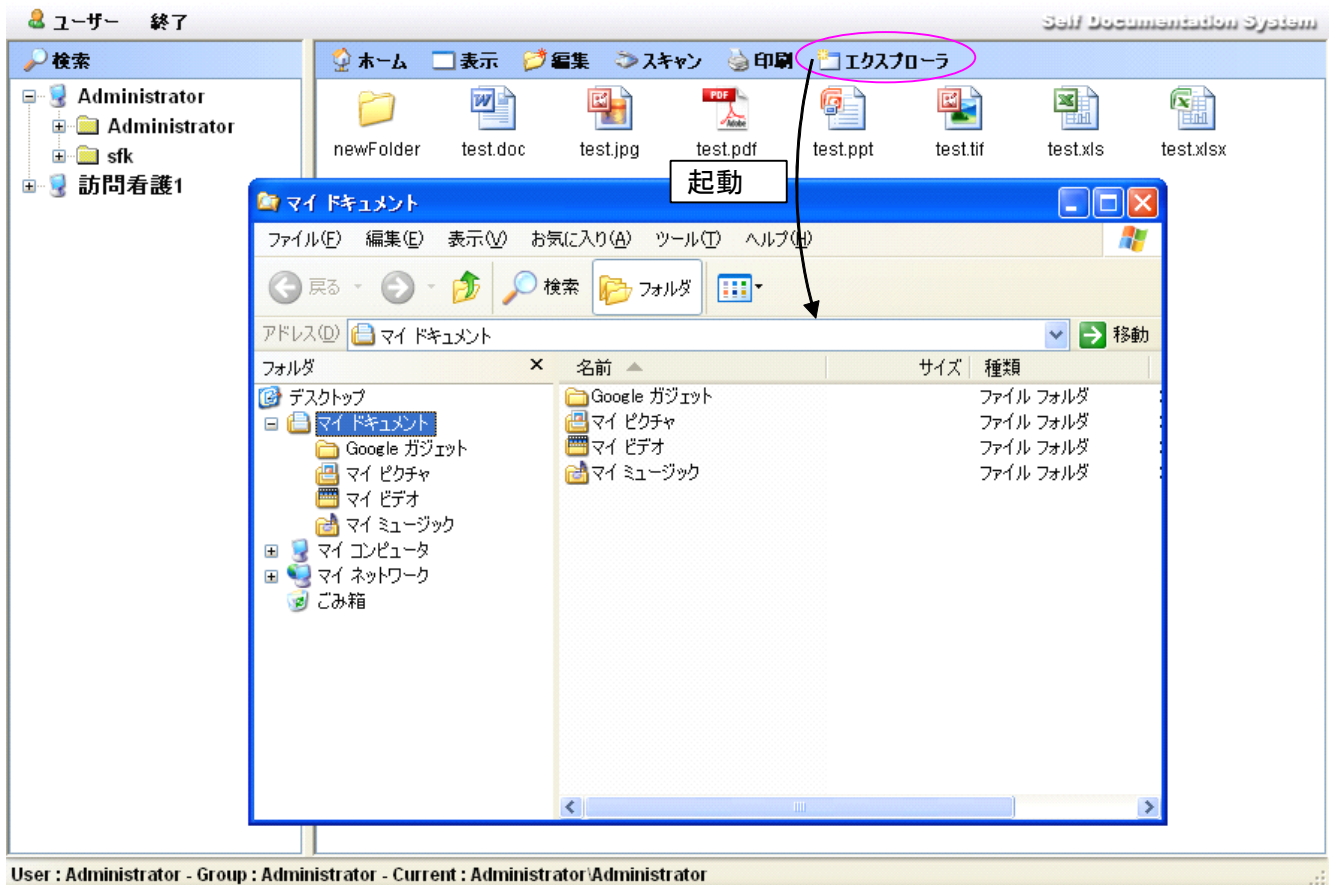 ユーザー 終了 Self Documentation System
検索 ホーム 表示 編集 スキャン 印刷 エクスプローラ
Administrator
Administrator
sfk
訪問看護1
newFolder test.doc test.jpg test.pdf test.ppt test.tif test.xls test.xlsx
起動
マイ ドキュメント
ファイル(F) 編集(E) 表示(V) お気に入り(A) ツール(T) ヘルプ(H)
戻る 検索 フォルダ
アドレス(D) マイ ドキュメント 移動
フォルダ × 名前 サイズ 種類
デスクトップ
マイ ドキュメント
Google ガジェット
マイ ピクチャ
マイ ビデオ
マイ ミュージック
マイ コンピュータ
マイ ネットワーク
ごみ箱
Google ガジェット ファイル フォルダ
マイ ピクチャ ファイル フォルダ
マイ ビデオ ファイル フォルダ
マイ ミュージック ファイル フォルダ
User : Administrator - Group : Administrator - Current : Administrator\Administrator